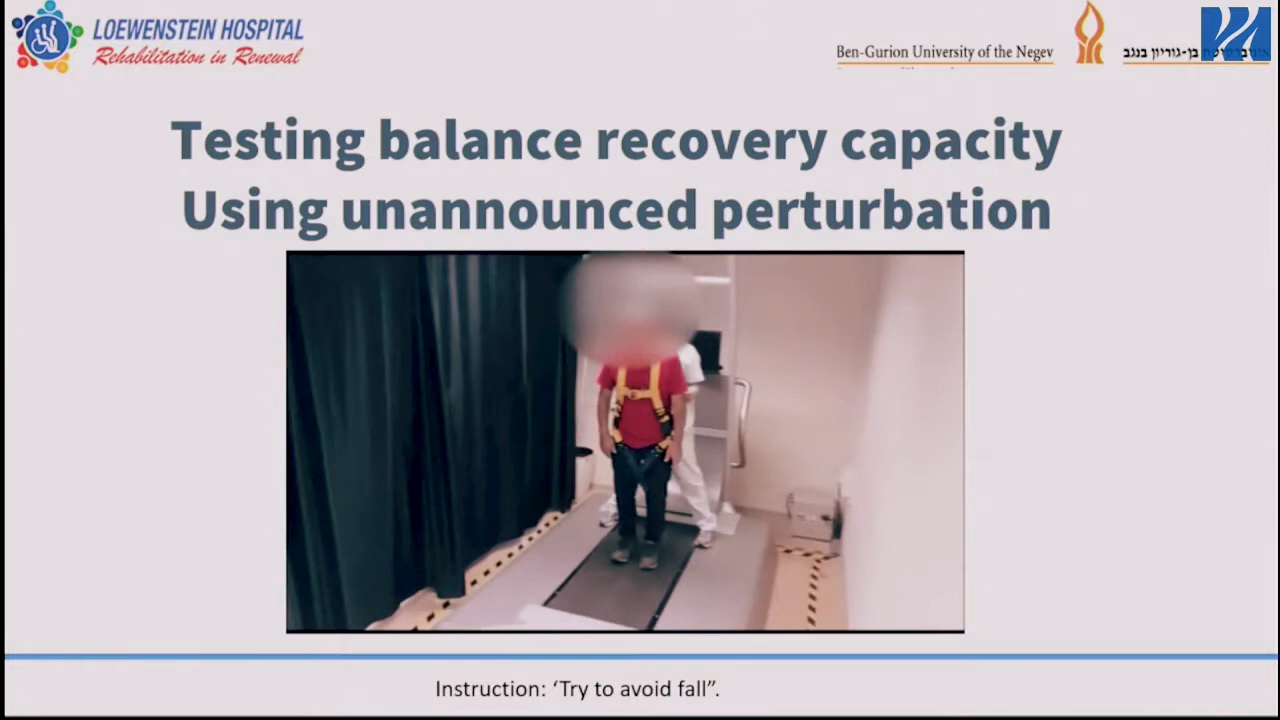 LOEWENSTEIN HOSPITAL
Rehabilitation in Renewal
Ben-Gurion University of the Negev
בן-גוריון בנגב
Testing balance recovery capacity
Using unannounced perturbation
Instruction: ‘Try to avoid fall”.